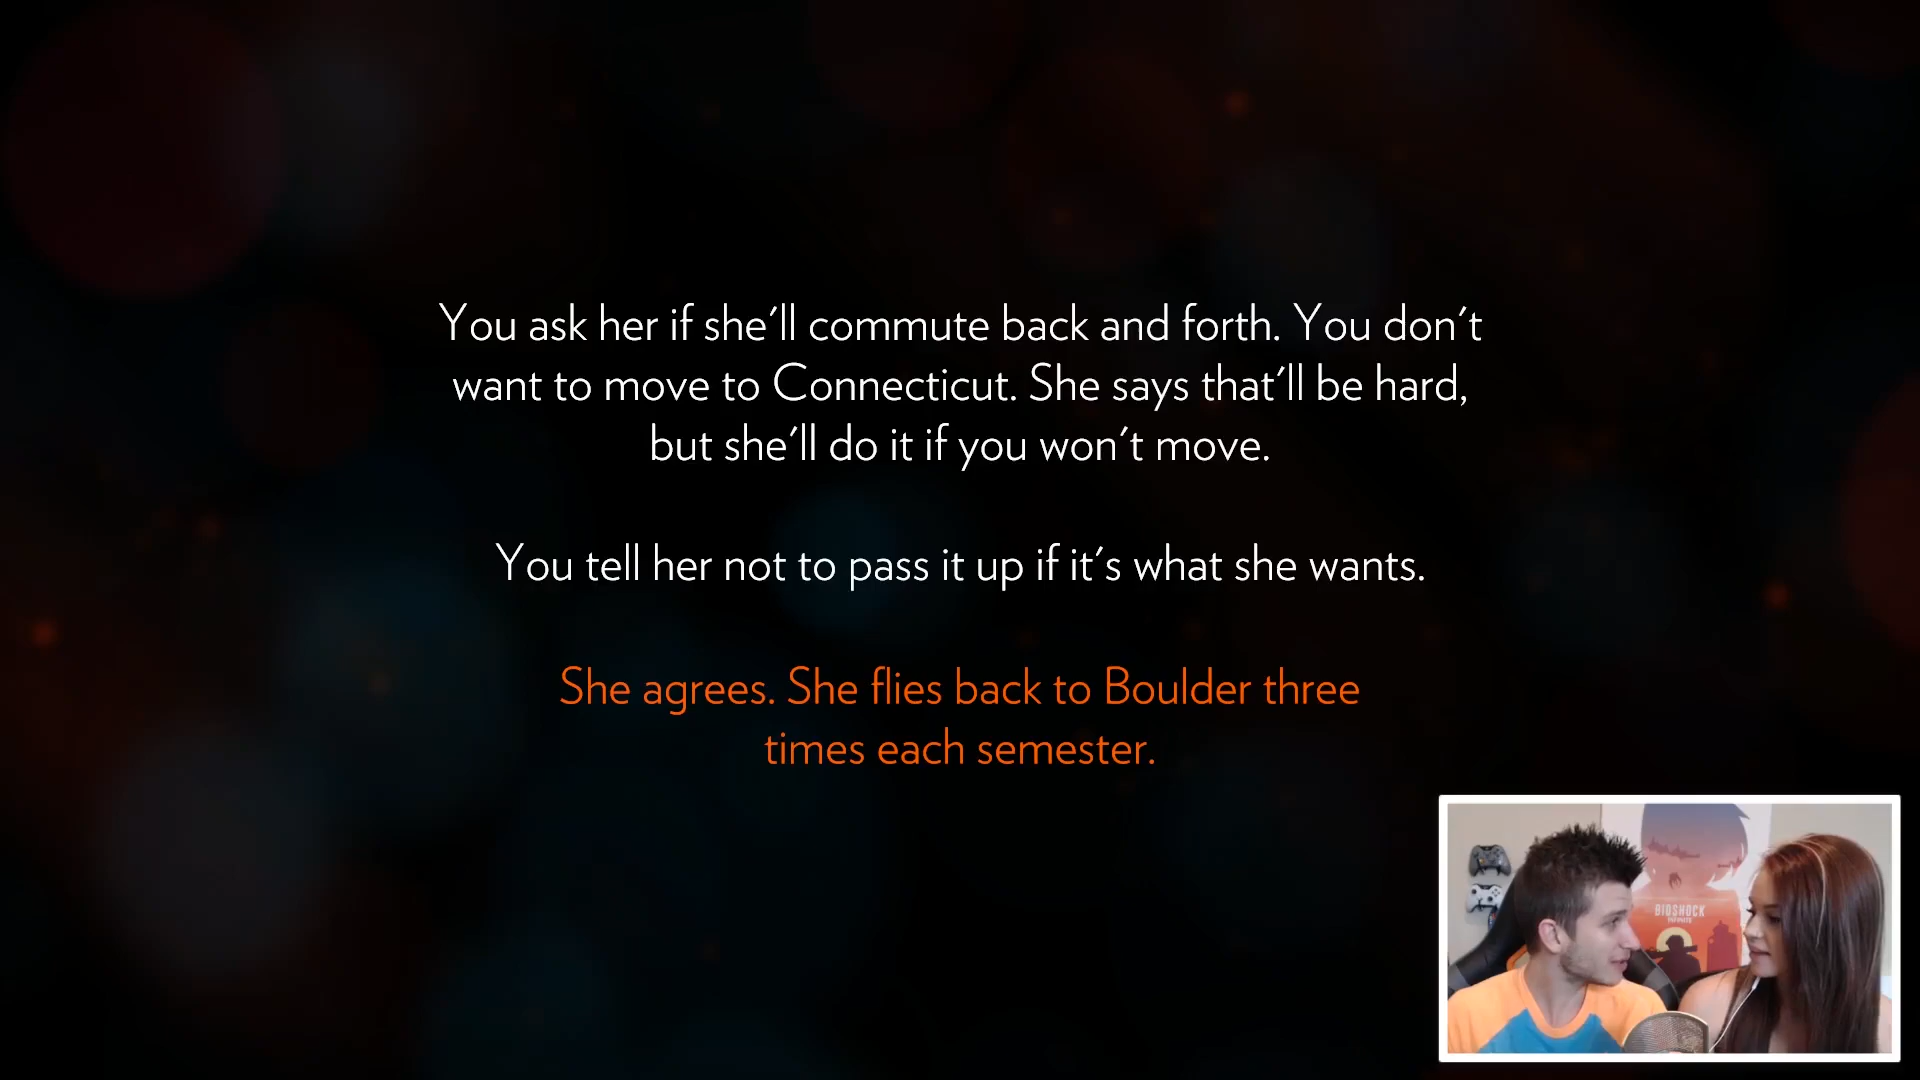 You ask her if she'll commute back and forth. You don't
want to move to Connecticut. She says that'll be hard,
but she'll do it if you won't move.
You tell her not to pass it up if it's what she wants.
She agrees. She flies back to Boulder three
times each semester.
BIOSHOCK
INFINITE